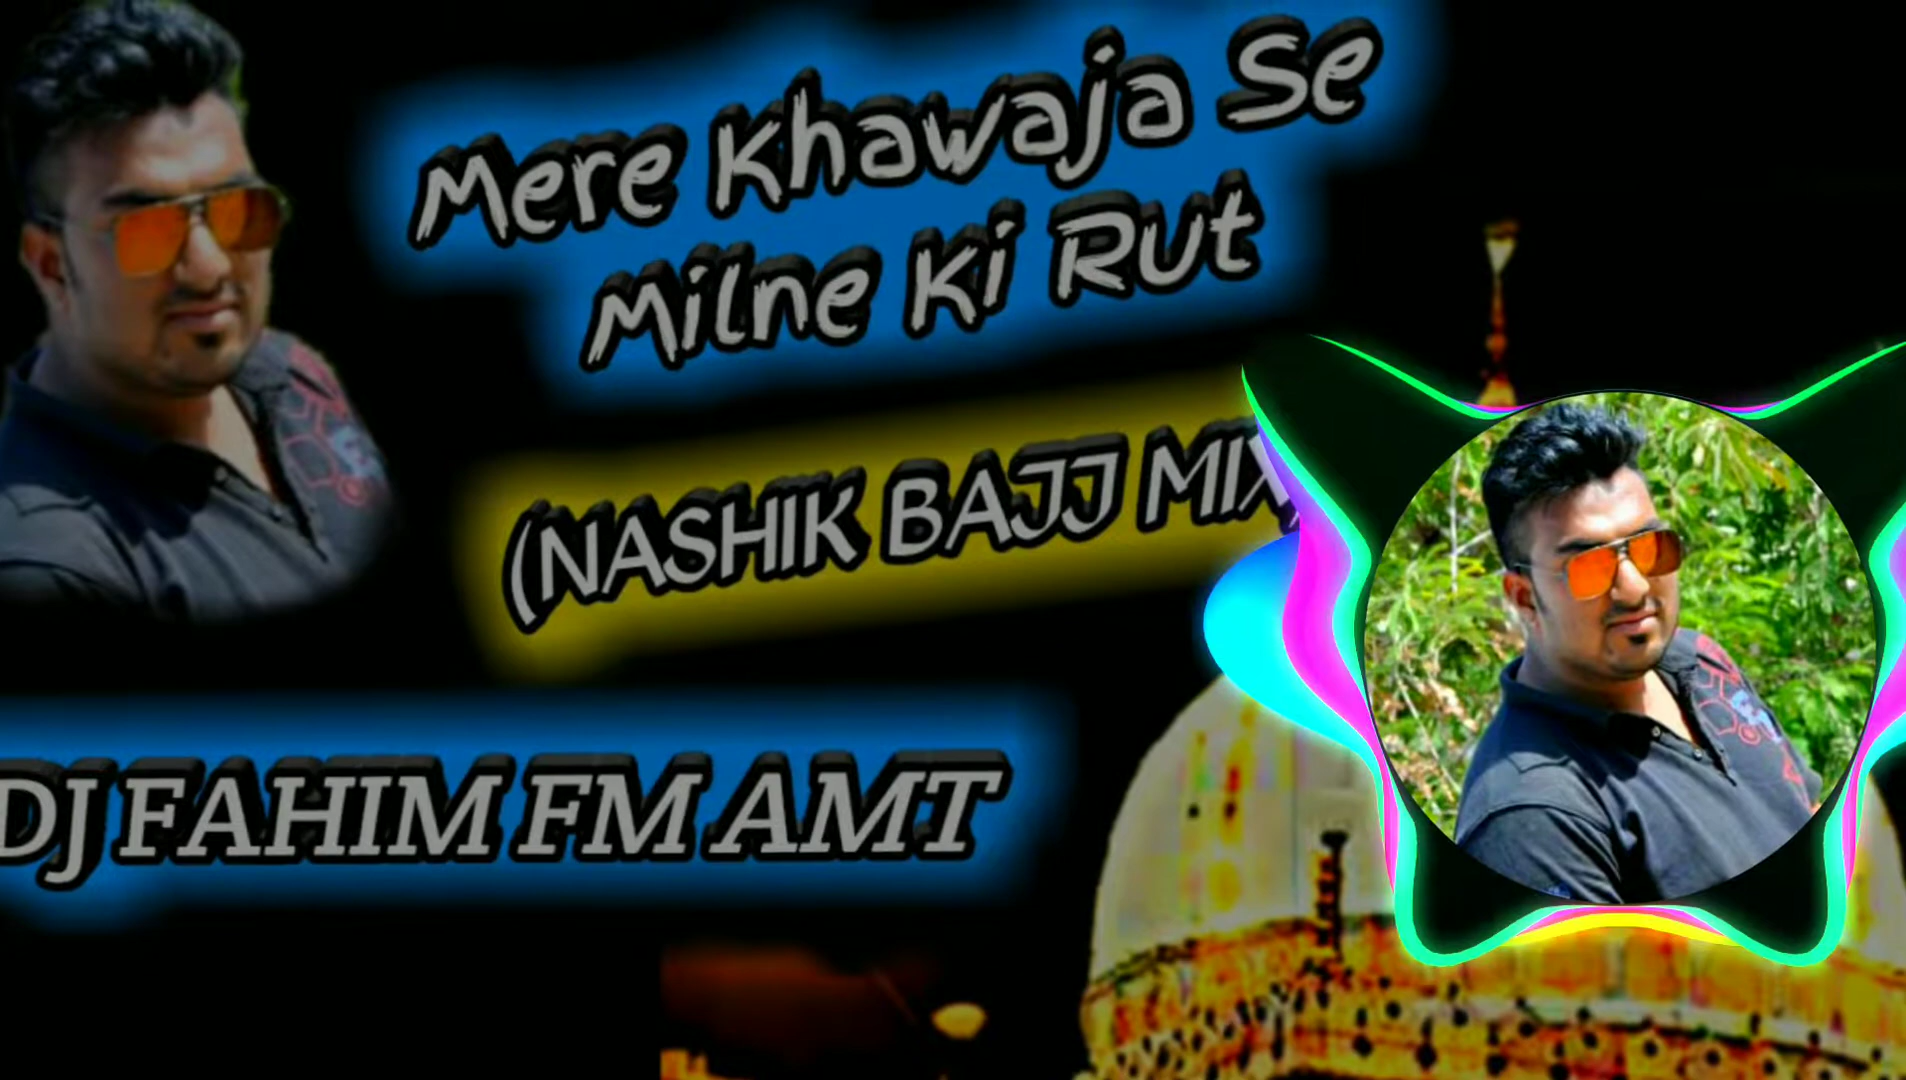 Mere Khawaja Se
Milne Ki Rut
(NASHIK BAJJ MIX)
DJ FAHIM FM AMT